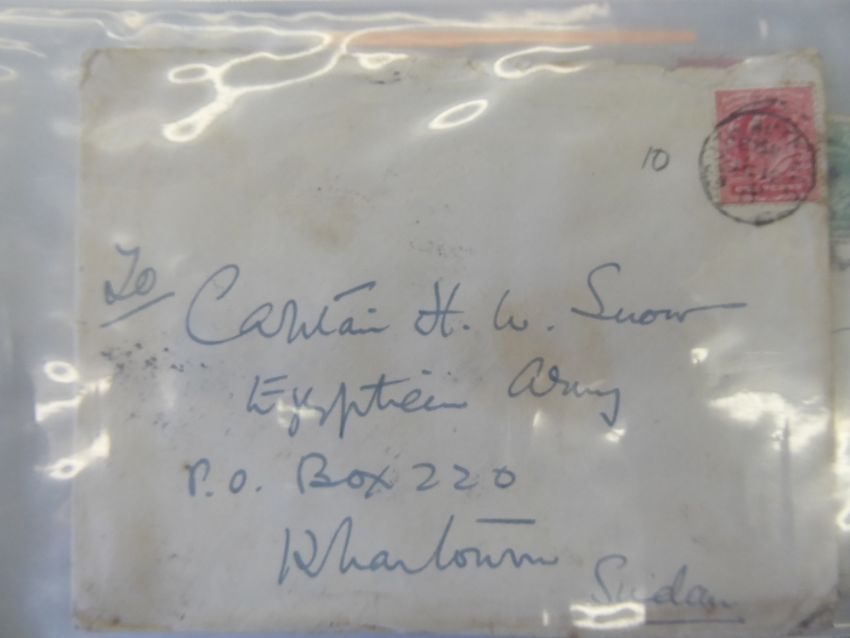 10
To
Captain H. W. Snow
Egyptian Army
P.O. Box 220
Khartoum
Sudan